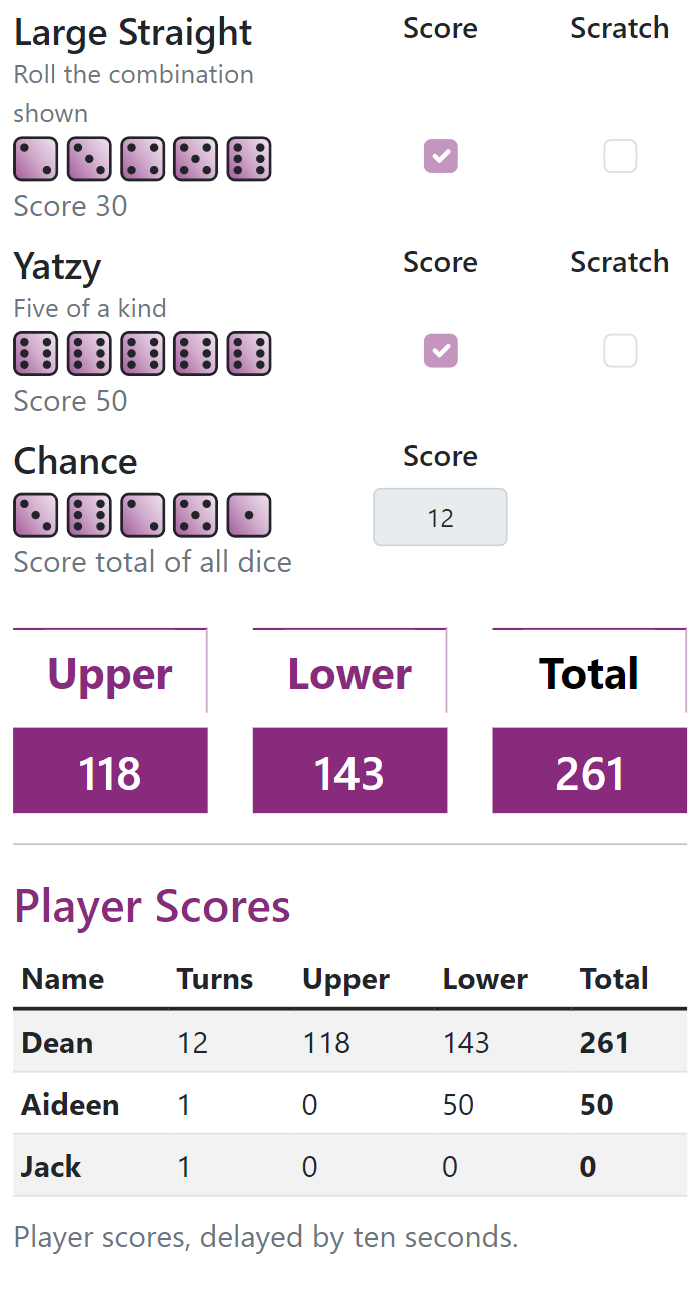 Large Straight Score Scratch
Roll the combination
shown
Score 30
Yatzy Score Scratch
Five of a kind
Score 50
Chance Score
12
Score total of all dice
Upper Lower Total
118 143 261
Player Scores
Name Turns Upper Lower Total
Dean 12 118 143 261
Aideen 1 0 50 50
Jack 1 0 0 0
Player scores, delayed by ten seconds.